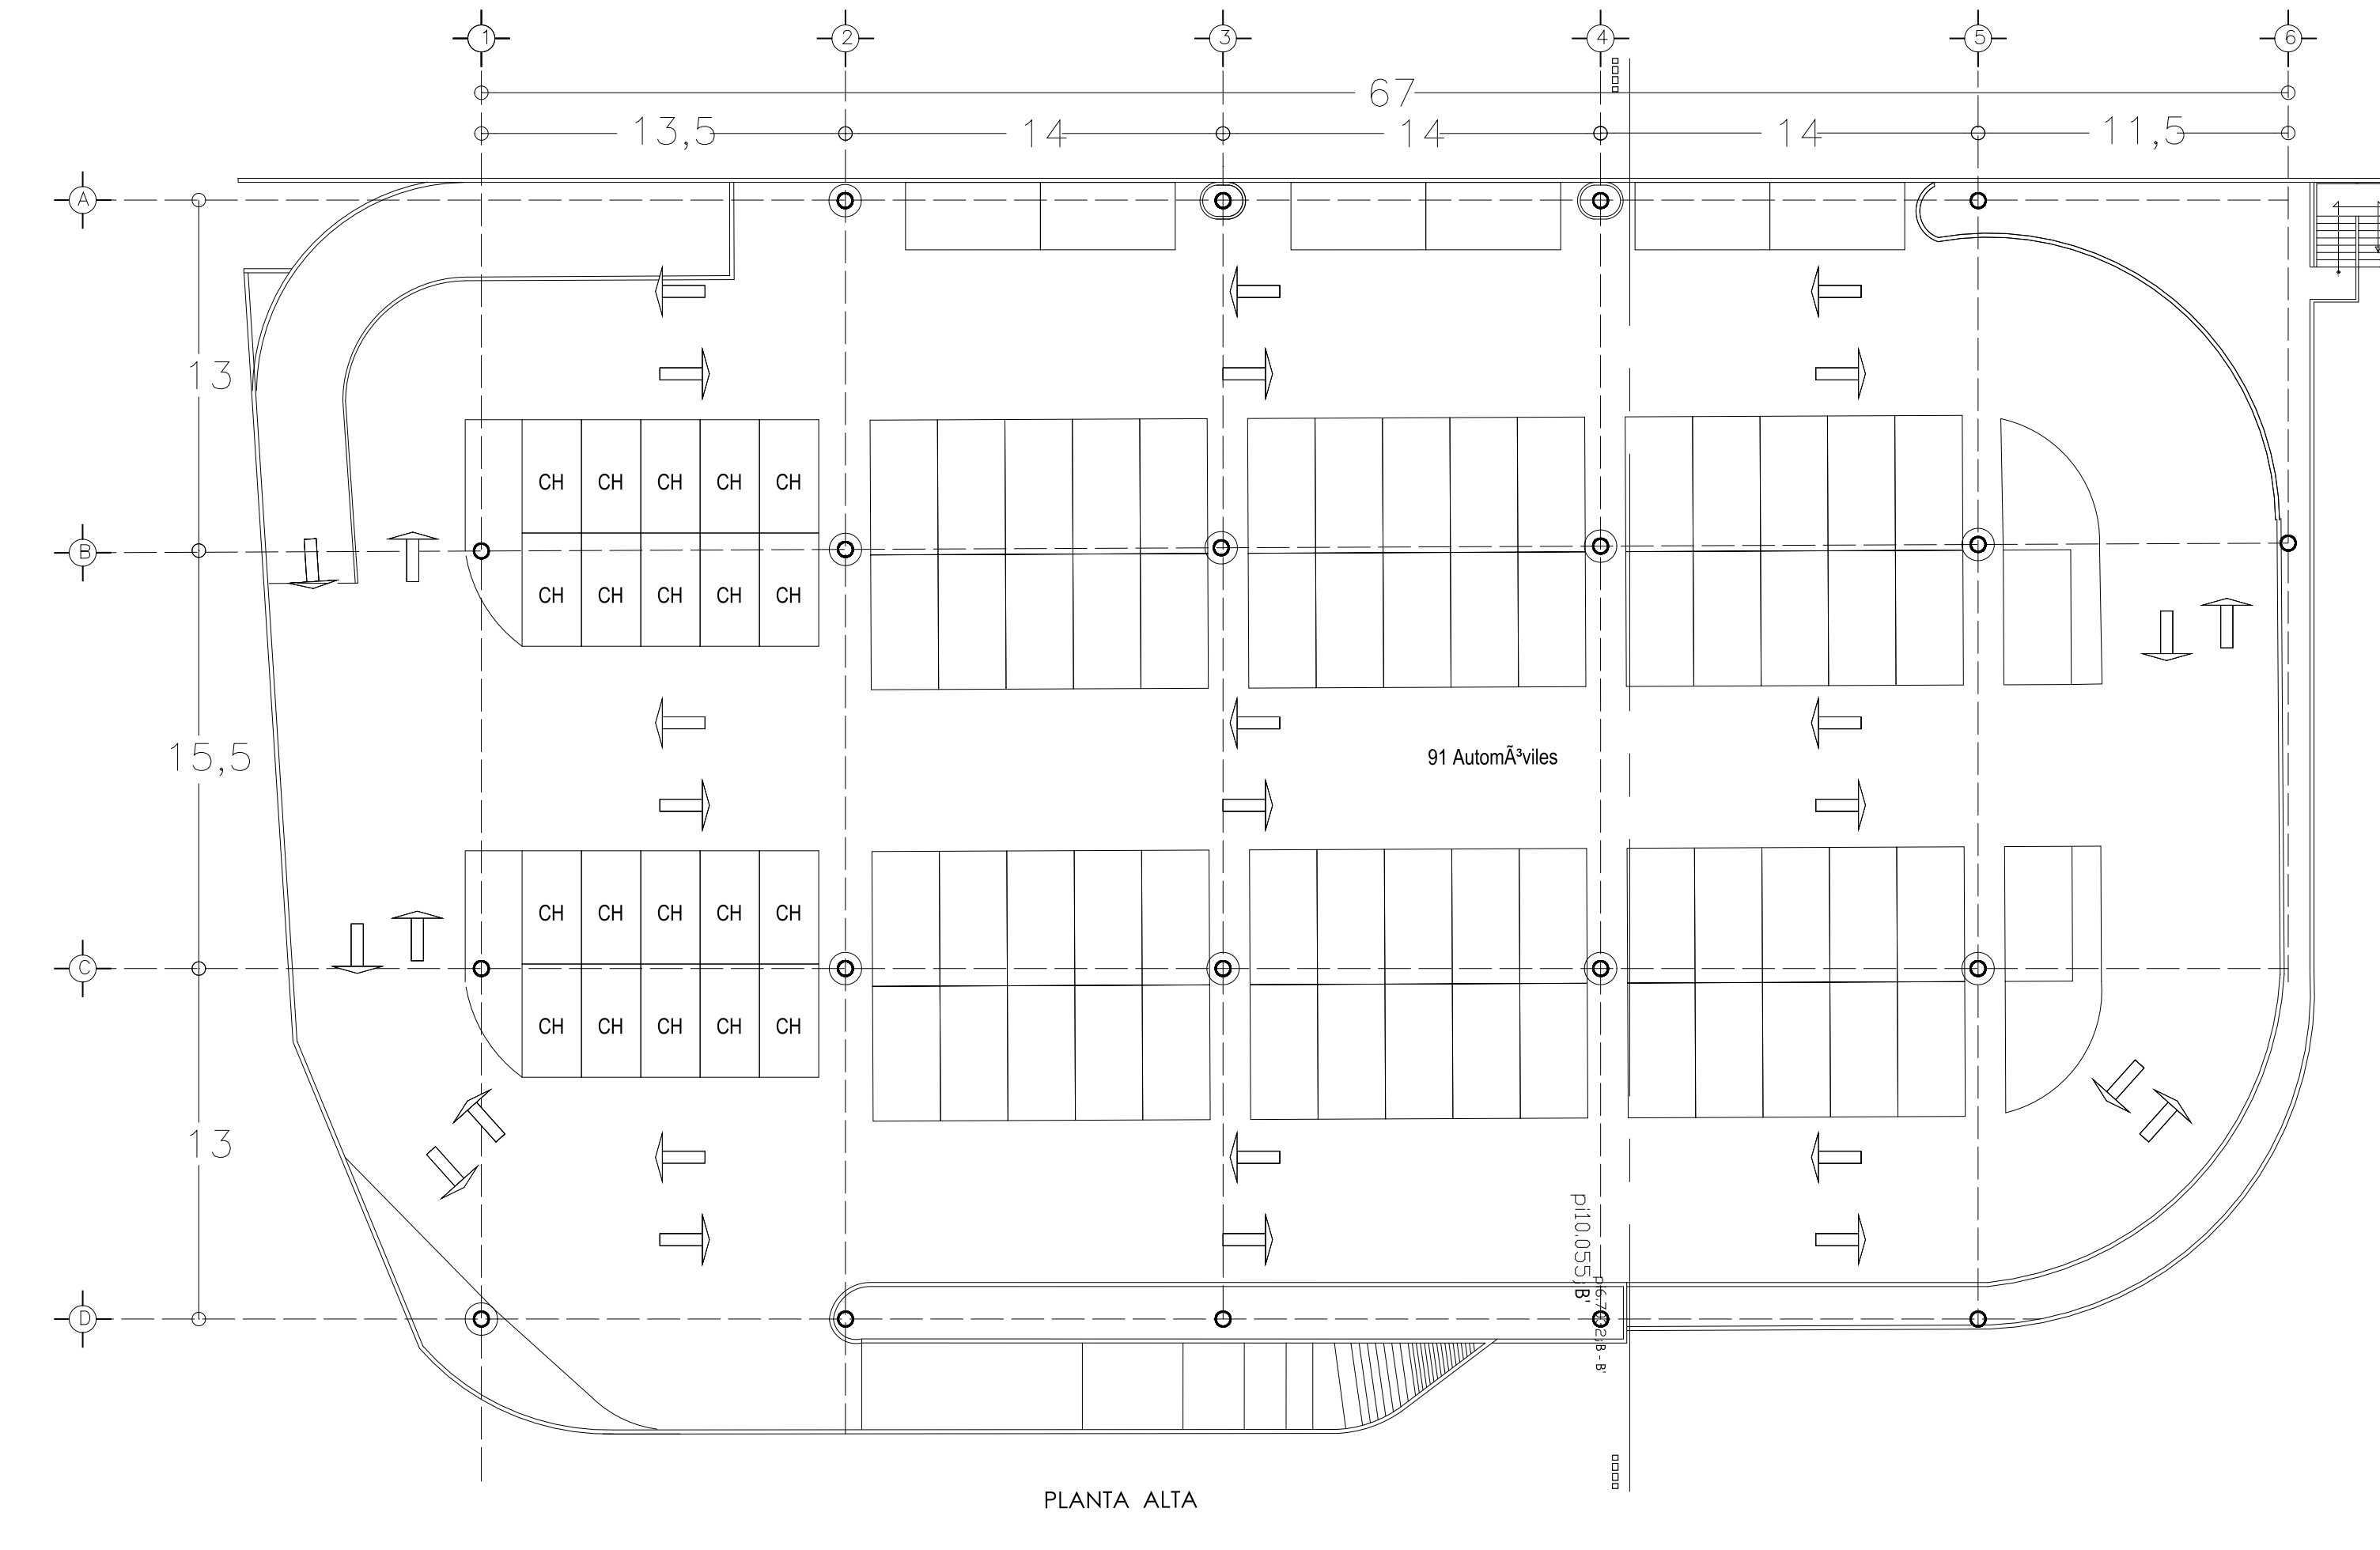 1 2 3 4 5 6
67
13,5 14 14 14 11,5
A
13
CH CH CH CH CH
B
CH CH CH CH CH
15,5
91 AutomÃ³viles
CH CH CH CH CH
C
CH CH CH CH CH
13
pi10.055;B'
D
PLANTA ALTA